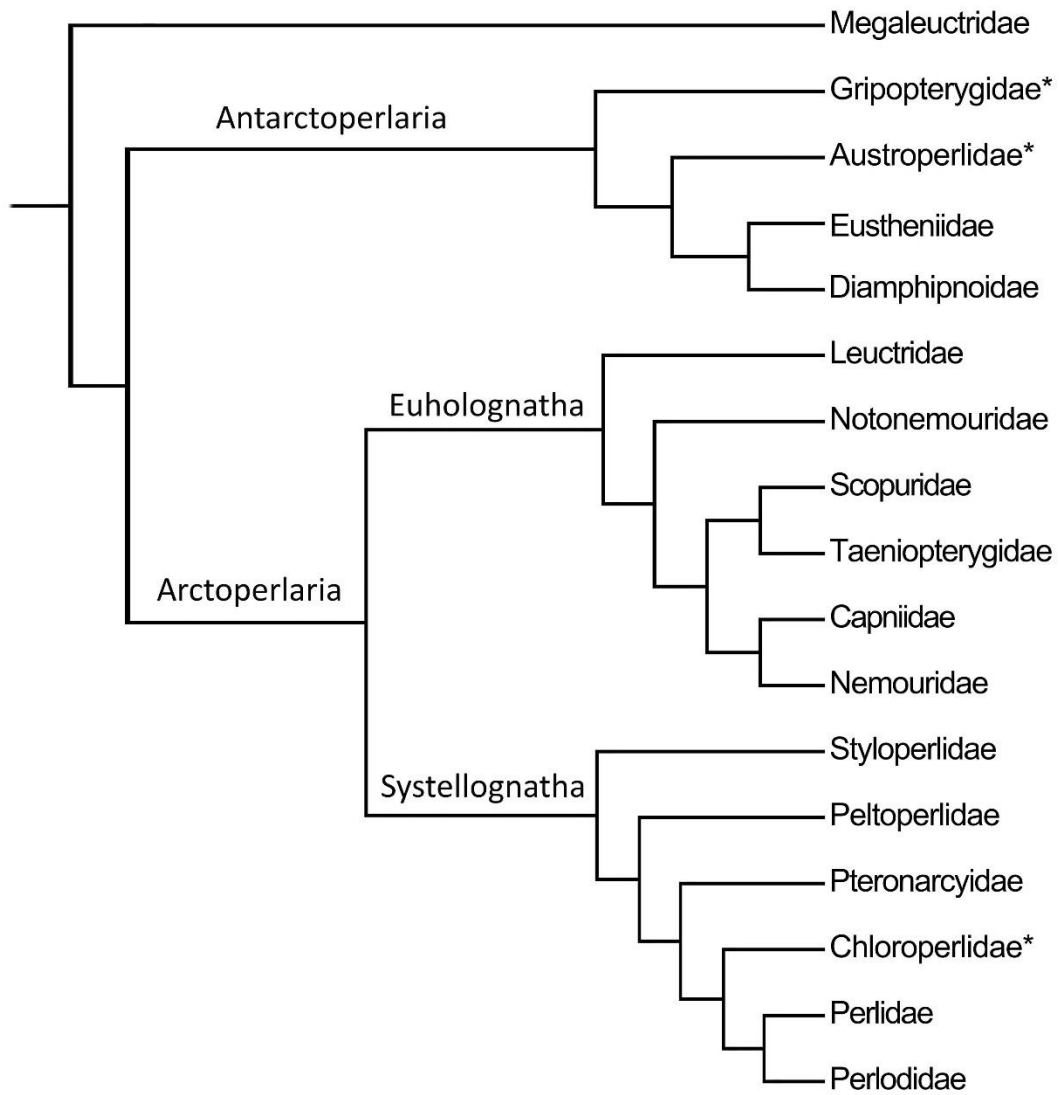 Megaleuctridae
Gripopterygidae*
Antarctoperlaria
Austroperlidae*
Eustheniidae
Diamphipnoidae
Leuctridae
Euholognatha
Notonemouridae
Scopuridae
Taeniopterygidae
Arctoperlaria
Capniidae
Nemouridae
Styloperlidae
Systellognatha
Peltoperlidae
Pteronarcyidae
Chloroperlidae*
Perlidae
Perlodidae